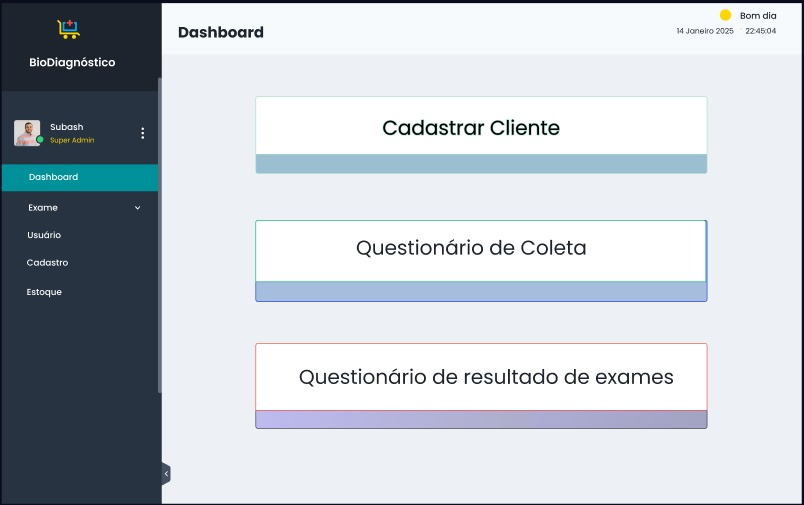 BioDiagnóstico
Subash
Super Admin
Dashboard
Exame
Usuário
Cadastro
Estoque
Dashboard
Bom dia
14 Janeiro 2025 22:45:04
Cadastrar Cliente
Questionário de Coleta
Questionário de resultado de exames